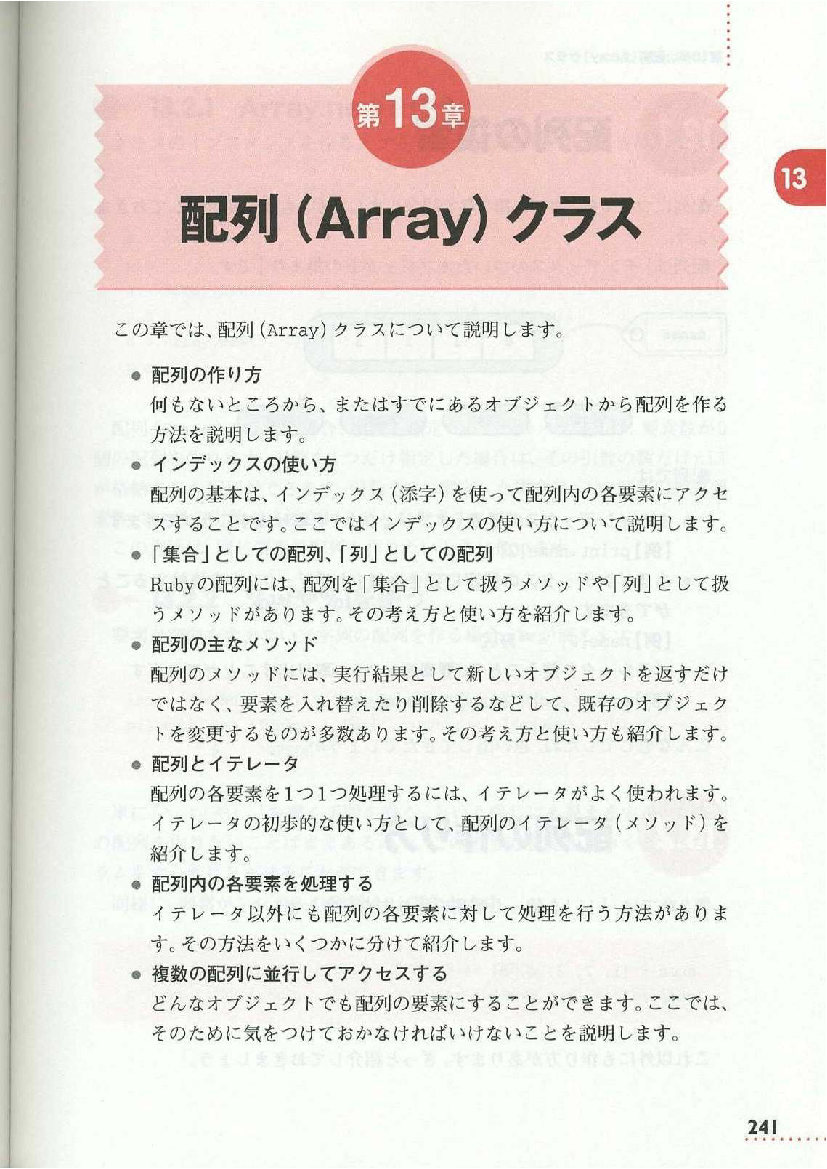 第13章
13
配列(Array)クラス
この章では、配列(Array)クラスについて説明します。
● 配列の作り方
何もないところから、またはすでにあるオブジェクトから配列を作る
方法を説明します。
● インデックスの使い方
配列の基本は、インデックス(添字)を使って配列内の各要素にアクセ
スすることです。ここではインデックスの使い方について説明します。
● 「集合」としての配列、「列」としての配列
Rubyの配列には、配列を「集合」として扱うメソッドや「列」として扱
うメソッドがあります。その考え方と使い方を紹介します。
● 配列の主なメソッド
配列のメソッドには、実行結果として新しいオブジェクトを返すだけ
ではなく、要素を入れ替えたり削除するなどして、既存のオブジェク
トを変更するものが多数あります。その考え方と使い方も紹介します。
● 配列とイテレータ
配列の各要素を1つ1つ処理するには、イテレータがよく使われます。
イテレータの初歩的な使い方として、配列のイテレータ(メソッド)を
紹介します。
● 配列内の各要素を処理する
イテレータ以外にも配列の各要素に対して処理を行う方法がありま
す。その方法をいくつかに分けて紹介します。
● 複数の配列に並行してアクセスする
どんなオブジェクトでも配列の要素にすることができます。ここでは、
そのために気をつけておかなければいけないことを説明します。
241